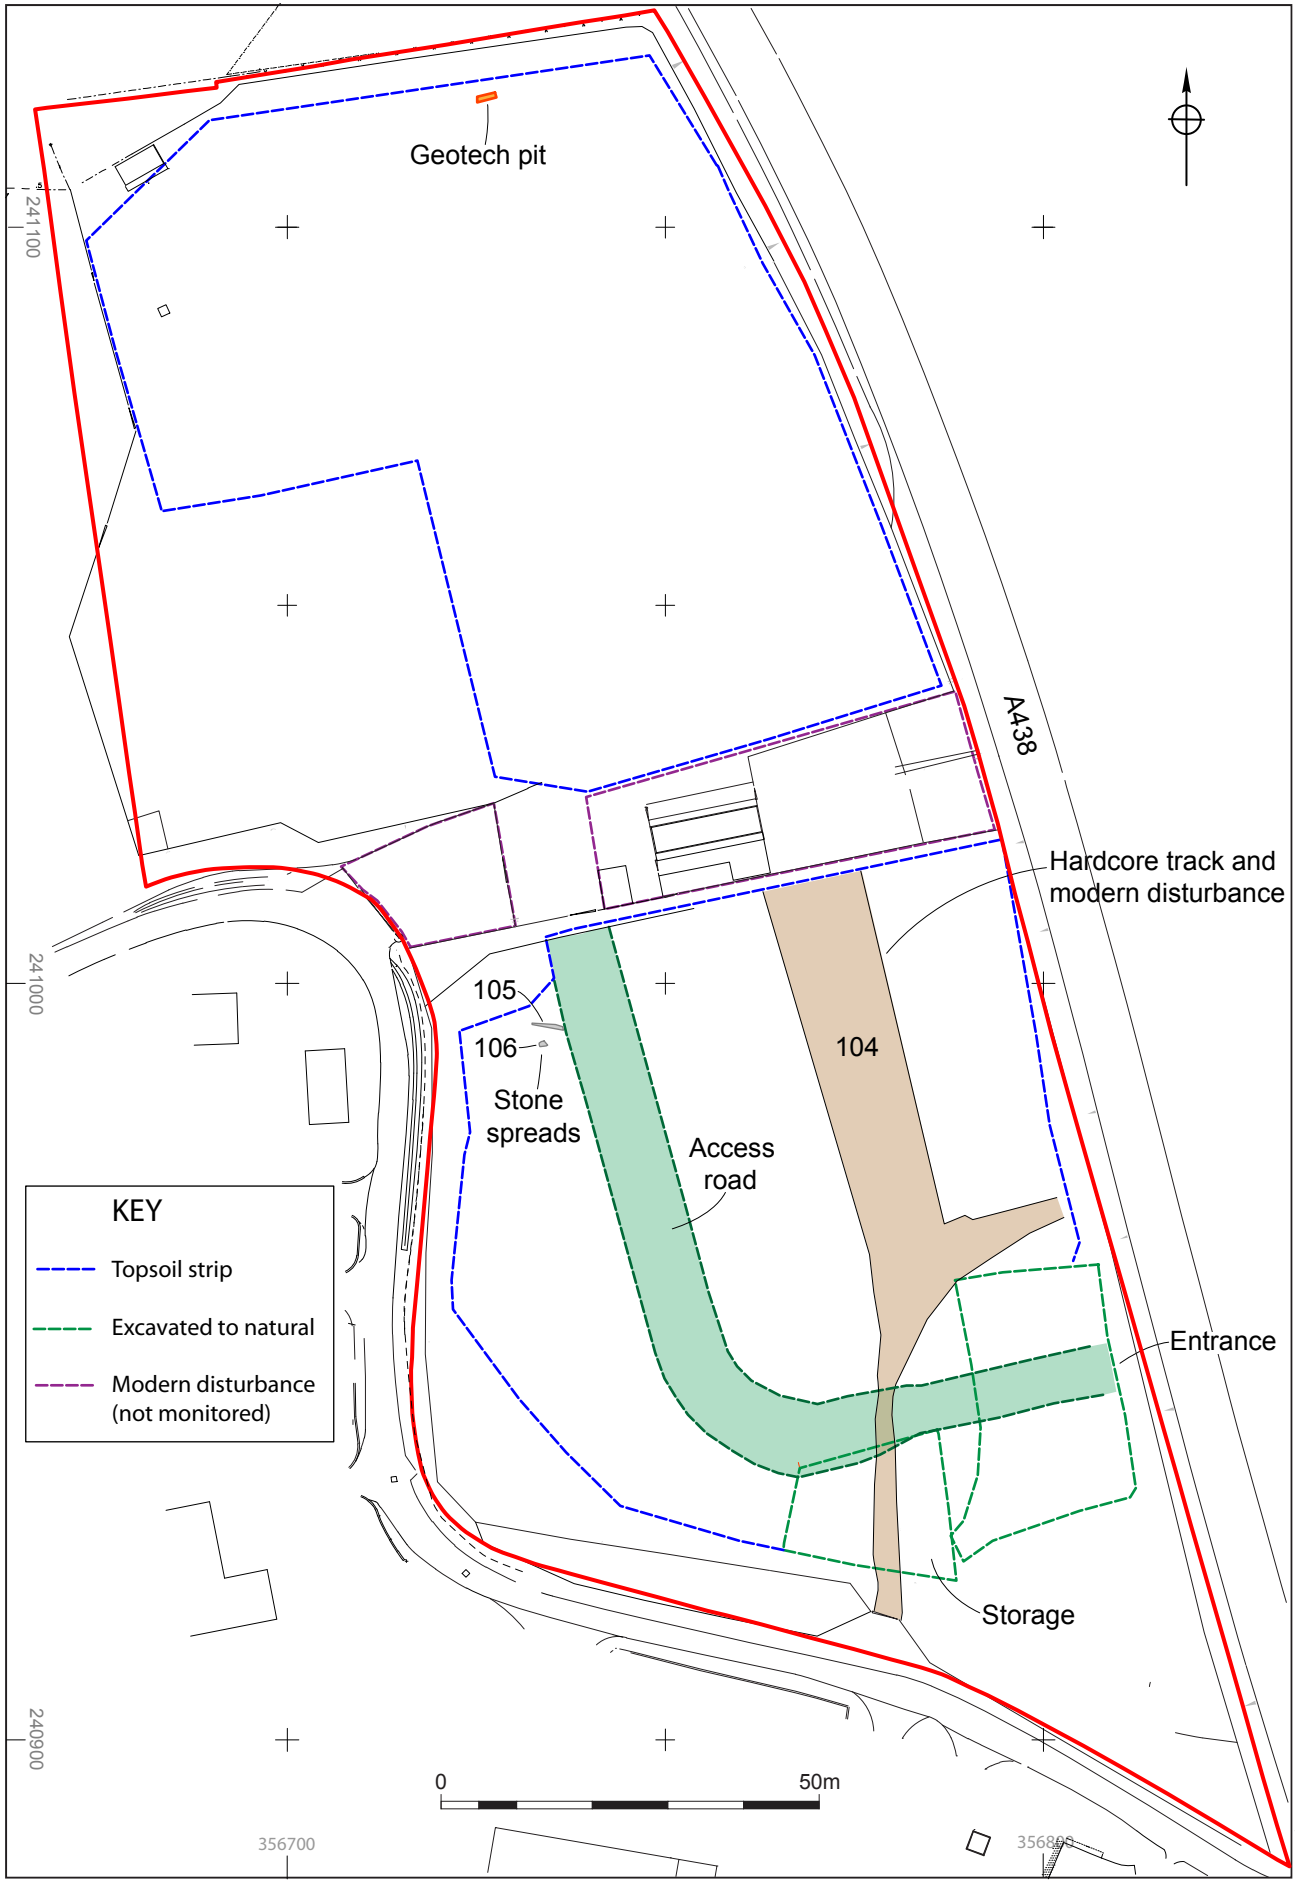 Geotech pit
241100
A438
Hardcore track and
modern disturbance
241000
105
106
104
Stone
spreads
Access
road
KEY
Topsoil strip
Excavated to natural
Modern disturbance
(not monitored)
Entrance
Storage
240900
0
50m
356700
356800